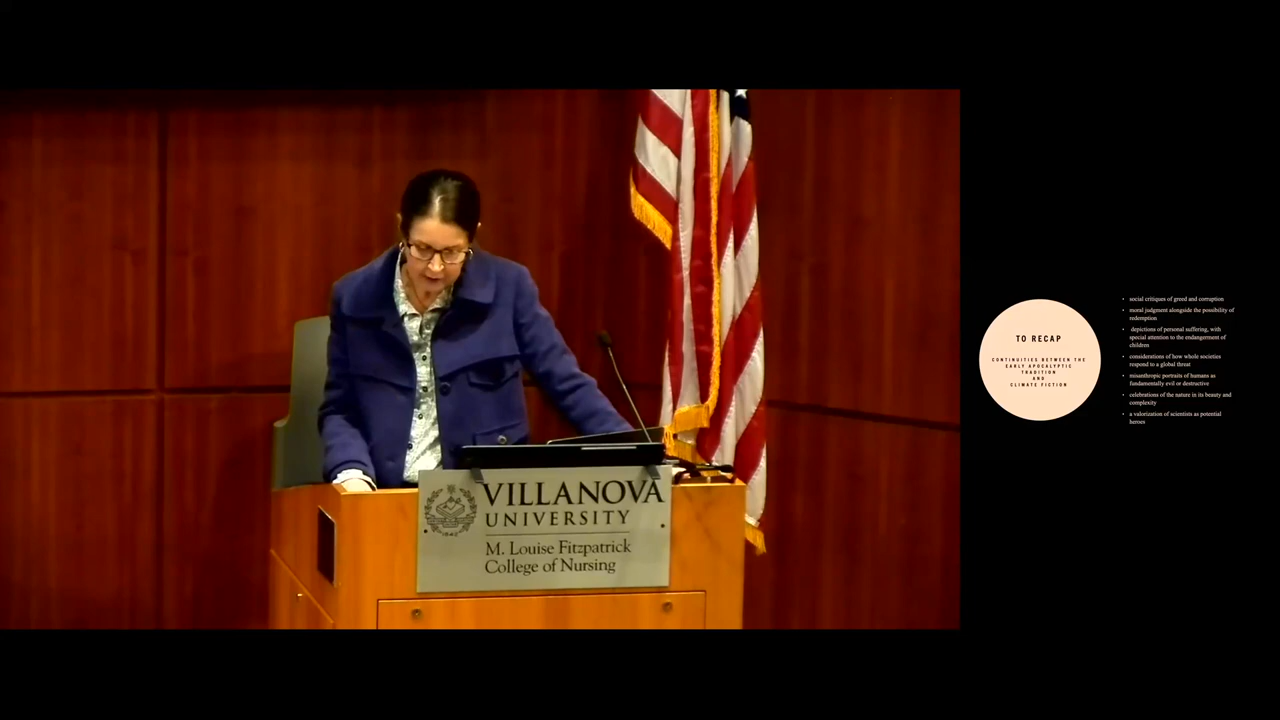 VILLANOVA
UNIVERSITY
M. Louise Fitzpatrick
College of Nursing
TO RECAP
CONTINUITIES BETWEEN THE
EARLY APOCALYPTIC
TRADITION
AND
CLIMATE FICTION
• social critiques of greed and corruption
• moral judgment alongside the possibility of
redemption
• depictions of personal suffering, with
special attention to the endangerment of
children
• considerations of how whole societies
respond to a global threat
• misanthropic portraits of humans as
fundamentally evil or destructive
• celebrations of the nature in its beauty and
complexity
• a valorization of scientists as potential
heroes